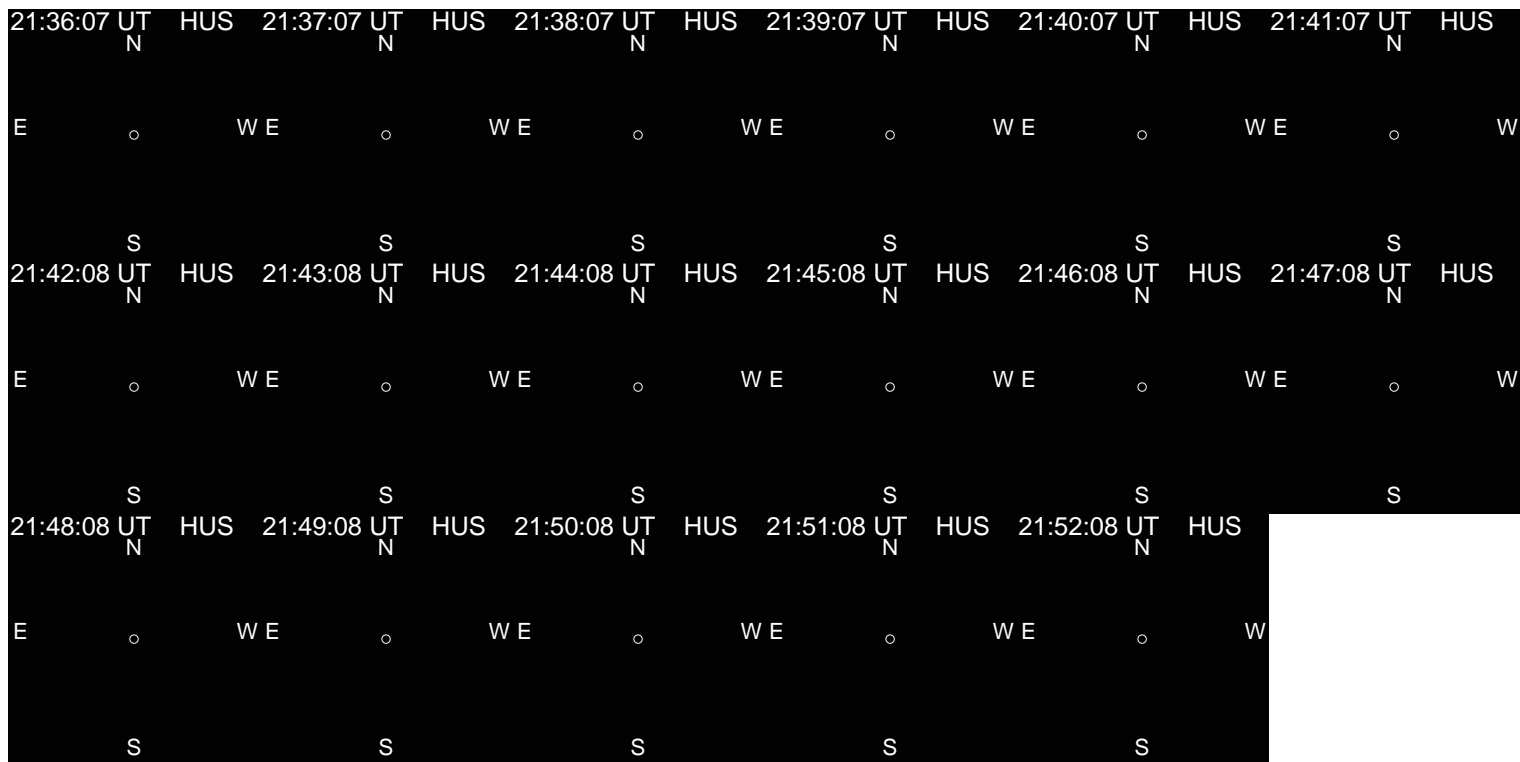 21:36:07 UT HUS 21:37:07 UT HUS 21:38:07 UT HUS 21:39:07 UT HUS 21:40:07 UT HUS 21:41:07 UT HUS
N N N N N N
E W E W E W E W E W E W
S S S S S S
21:42:08 UT HUS 21:43:08 UT HUS 21:44:08 UT HUS 21:45:08 UT HUS 21:46:08 UT HUS 21:47:08 UT HUS
N N N N N N
E W E W E W E W E W E W
S S S S S S
21:48:08 UT HUS 21:49:08 UT HUS 21:50:08 UT HUS 21:51:08 UT HUS 21:52:08 UT HUS
N N N N N
E W E W E W E W E W
S S S S S